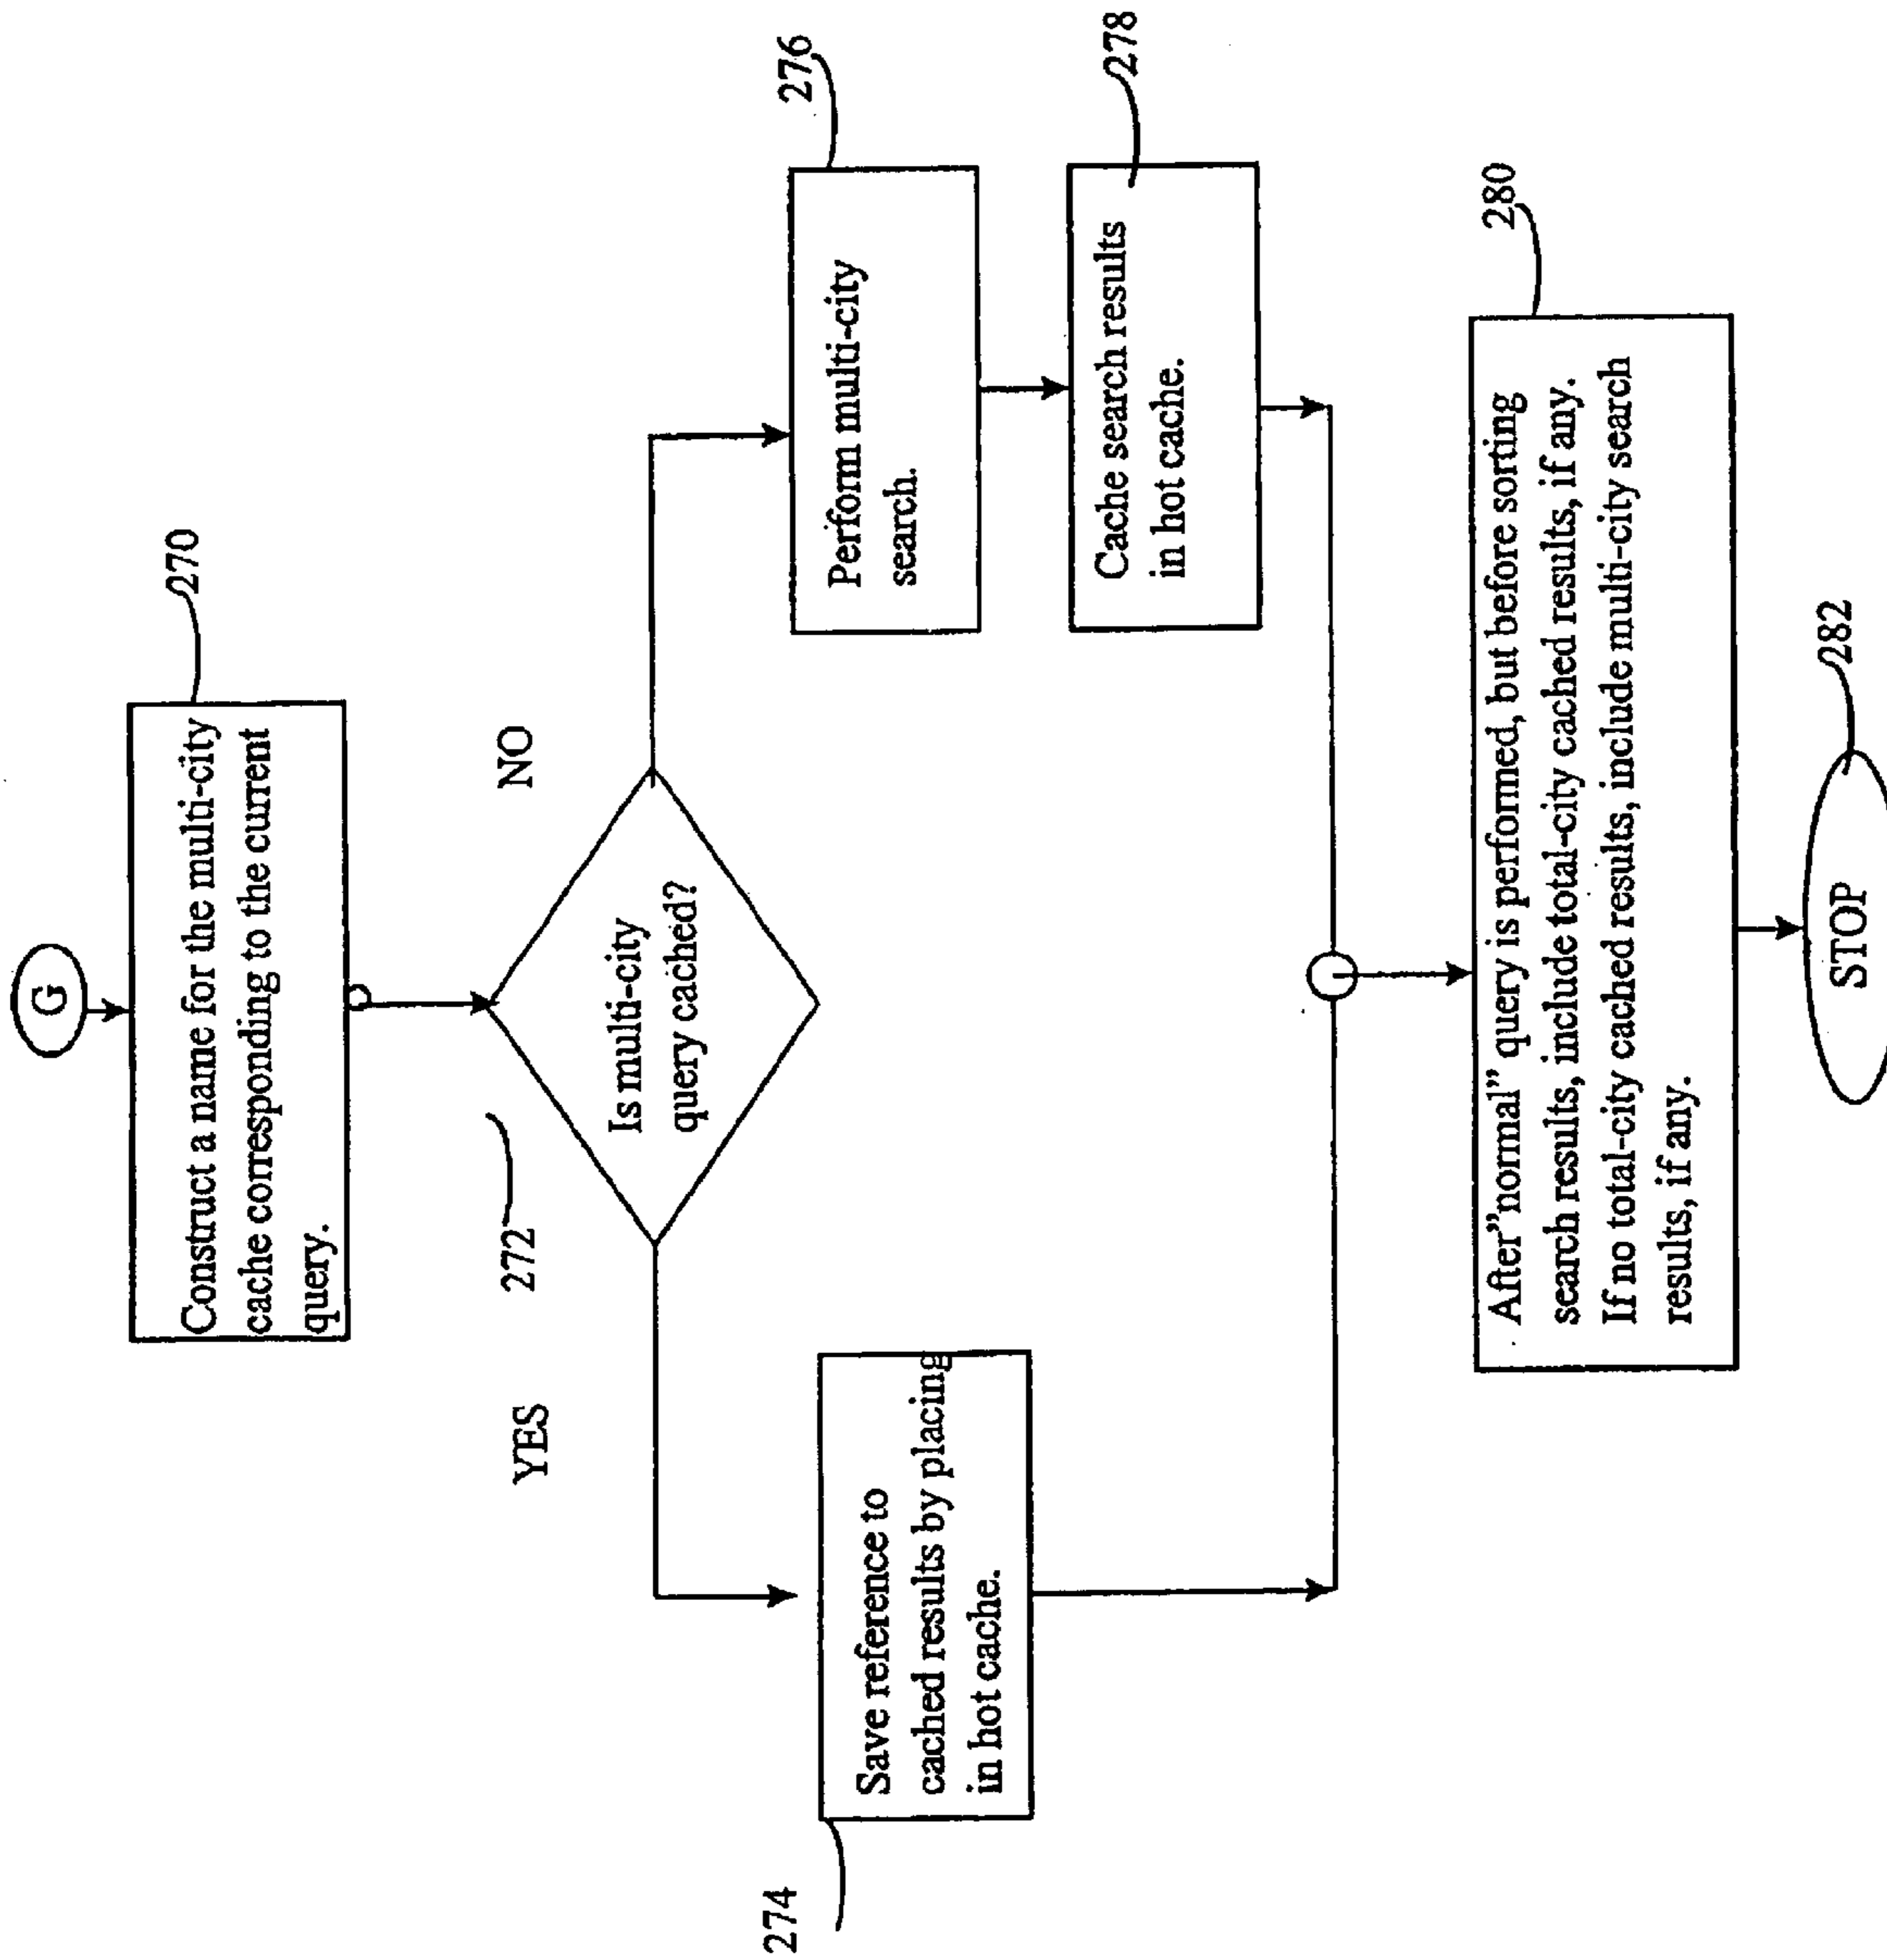 G
270
Construct a name for the multi-city
cache corresponding to the current
query.
272
Is multi-city
query cached?
YES
NO
274
Save reference to
cached results by placing
in hot cache.
276
Perfom multi-city
search.
278
Cache search results
in hot cache.
280
After"normal" query is performed, but before sorting
search results, include total-city cached results, if any.
If no total-city cached results, include multi-city search
results, if any.
282
STOP